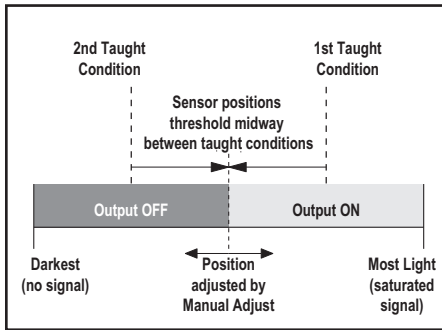 2nd Taught
Condition
1st Taught
Condition
Sensor positions
threshold midway
between taught conditions
Output OFF
Output ON
Darkest
(no signal)
Position
adjusted by
Manual Adjust
Most Light
(saturated
signal)